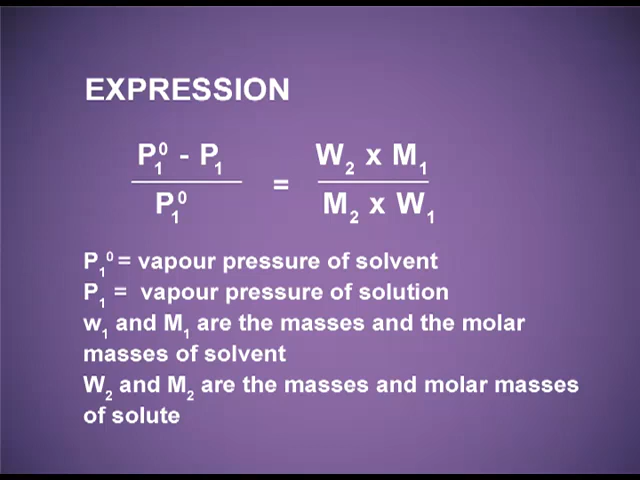 EXPRESSION
P₁⁰ - P₁ = W₂ x M₁
P₁⁰ M₂ x W₁
P₁⁰ = vapour pressure of solvent
P₁ = vapour pressure of solution
w₁ and M₁ are the masses and the molar
masses of solvent
W₂ and M₂ are the masses and molar masses
of solute